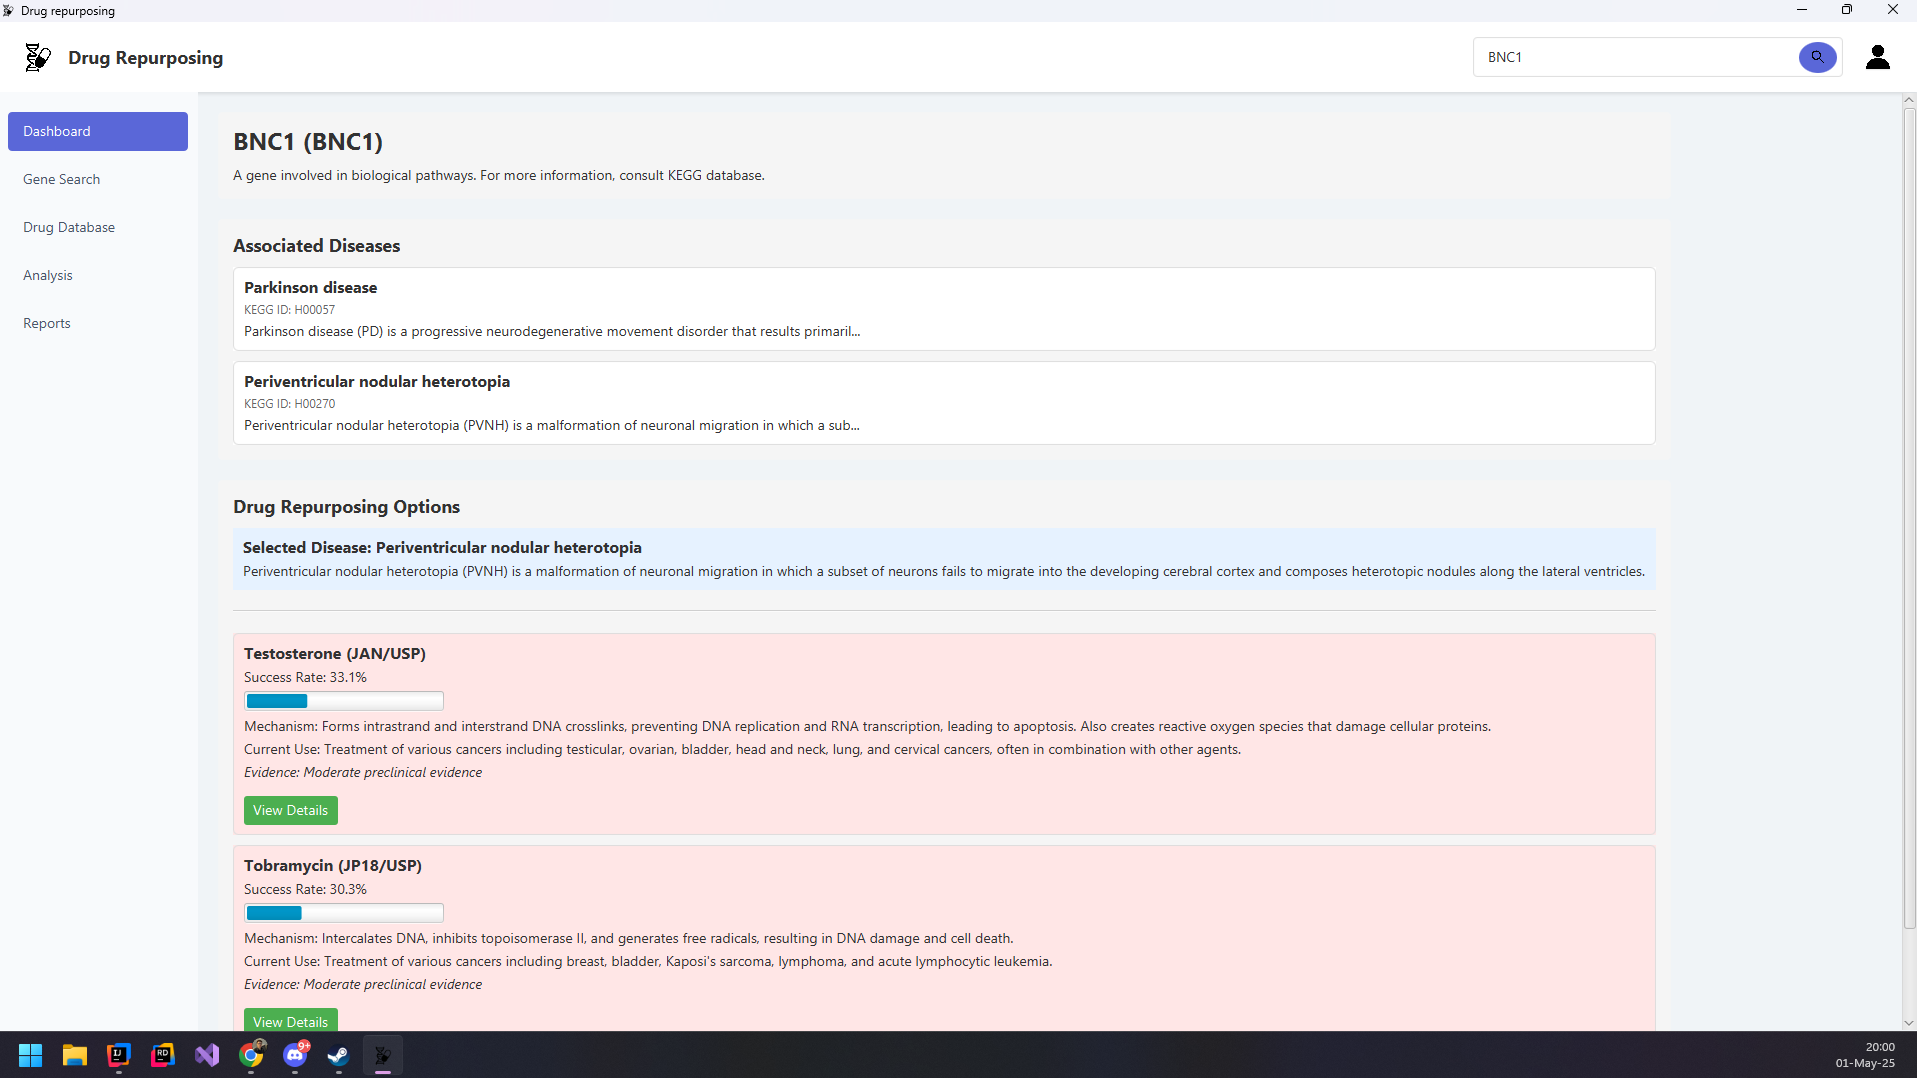 Drug repurposing
Drug Repurposing
BNC1
Dashboard
Gene Search
Drug Database
Analysis
Reports
BNC1 (BNC1)
A gene involved in biological pathways. For more information, consult KEGG database.
Associated Diseases
Parkinson disease
KEGG ID: H00057
Parkinson disease (PD) is a progressive neurodegenerative movement disorder that results primaril...
Periventricular nodular heterotopia
KEGG ID: H00270
Periventricular nodular heterotopia (PVNH) is a malformation of neuronal migration in which a sub...
Drug Repurposing Options
Selected Disease: Periventricular nodular heterotopia
Periventricular nodular heterotopia (PVNH) is a malformation of neuronal migration in which a subset of neurons fails to migrate into the developing cerebral cortex and composes heterotopic nodules along the lateral ventricles.
Testosterone (JAN/USP)
Success Rate: 33.1%
Mechanism: Forms intrastrand and interstrand DNA crosslinks, preventing DNA replication and RNA transcription, leading to apoptosis. Also creates reactive oxygen species that damage cellular proteins.
Current Use: Treatment of various cancers including testicular, ovarian, bladder, head and neck, lung, and cervical cancers, often in combination with other agents.
Evidence: Moderate preclinical evidence
View Details
Tobramycin (JP18/USP)
Success Rate: 30.3%
Mechanism: Intercalates DNA, inhibits topoisomerase II, and generates free radicals, resulting in DNA damage and cell death.
Current Use: Treatment of various cancers including breast, bladder, Kaposi's sarcoma, lymphoma, and acute lymphocytic leukemia.
Evidence: Moderate preclinical evidence
View Details
IJ
RD
9+
20:00
01-May-25